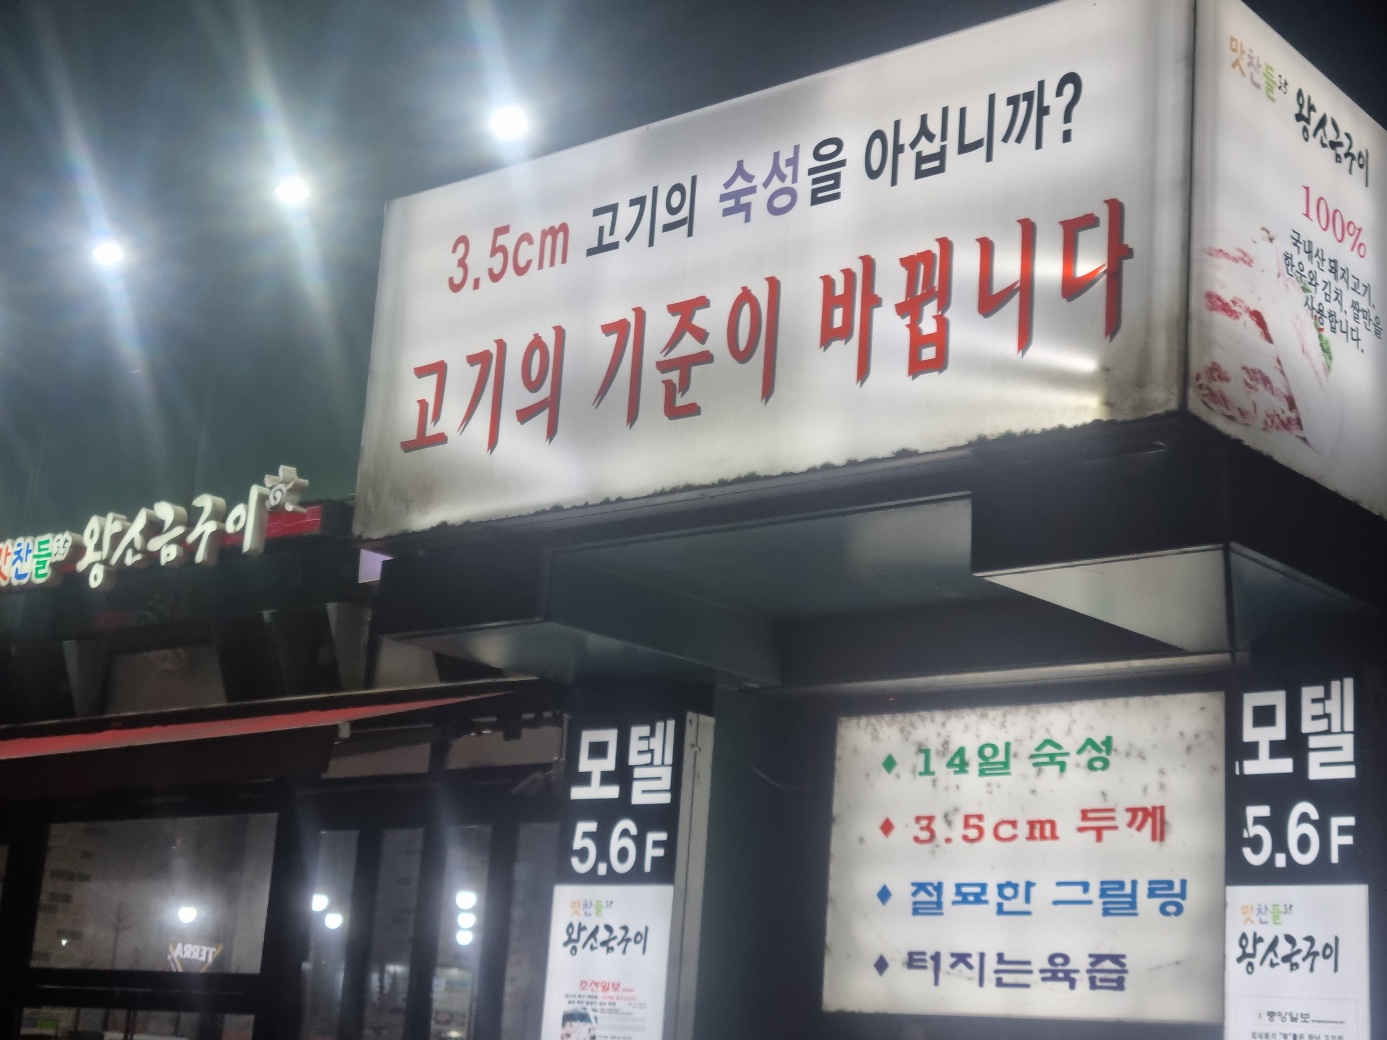 3.5cm 고기의 숙성을 아십니까?
고기의 기준이 바뀝니다
맛찬들 왕소금구이
100%
국내산 돼지고기,
한우와 김치, 쌀만을
사용합니다.
맛찬들 왕소금구이
모텔
5.6F
맛찬들
왕소금구이
조선일보
♦ 14일 숙성
♦ 3.5cm 두께
♦ 절묘한 그릴링
♦ 터지는육즙
모텔
5.6F
맛찬들
왕소금구이
중앙일보
TERRA